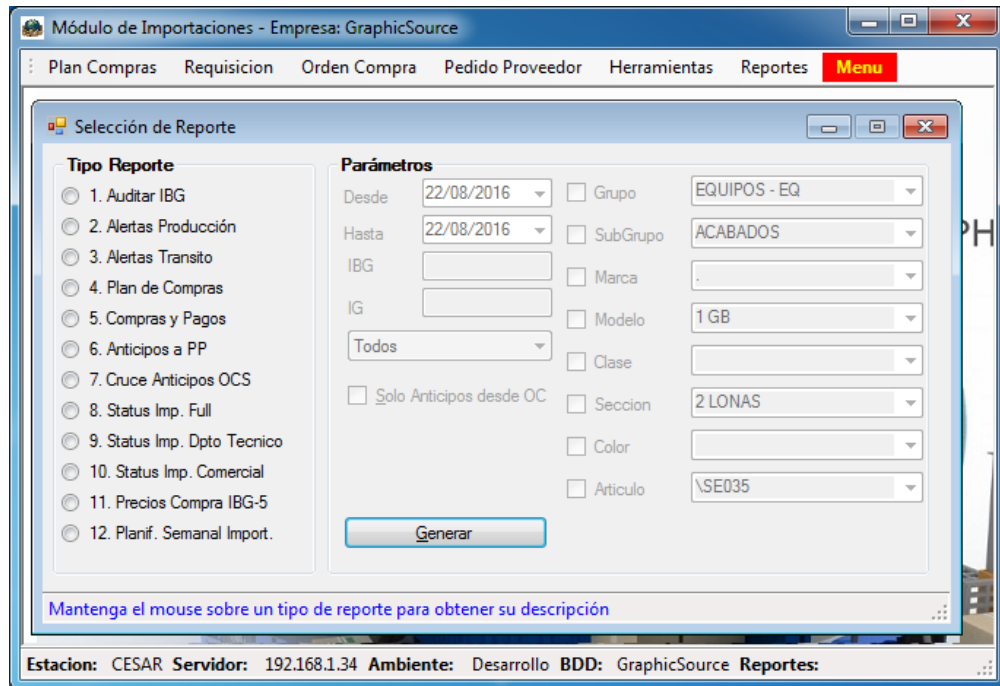 Módulo de Importaciones - Empresa: GraphicSource
Plan Compras Requisicion Orden Compra Pedido Proveedor Herramientas Reportes Menu
PH
Selección de Reporte
Tipo Reporte
1. Auditar IBG
2. Alertas Producción
3. Alertas Transito
4. Plan de Compras
5. Compras y Pagos
6. Anticipos a PP
7. Cruce Anticipos OCS
8. Status Imp. Full
9. Status Imp. Dpto Tecnico
10. Status Imp. Comercial
11. Precios Compra IBG-5
12. Planif. Semanal Import.
Parámetros
Desde 22/08/2016
Hasta 22/08/2016
IBG
IG
Todos
Solo Anticipos desde OC
Grupo EQUIPOS - EQ
SubGrupo ACABADOS
Marca .
Modelo 1 GB
Clase
Seccion 2 LONAS
Color
Articulo \SE035
Generar
Mantenga el mouse sobre un tipo de reporte para obtener su descripción
Estacion: CESAR Servidor: 192.168.1.34 Ambiente: Desarrollo BDD: GraphicSource Reportes: